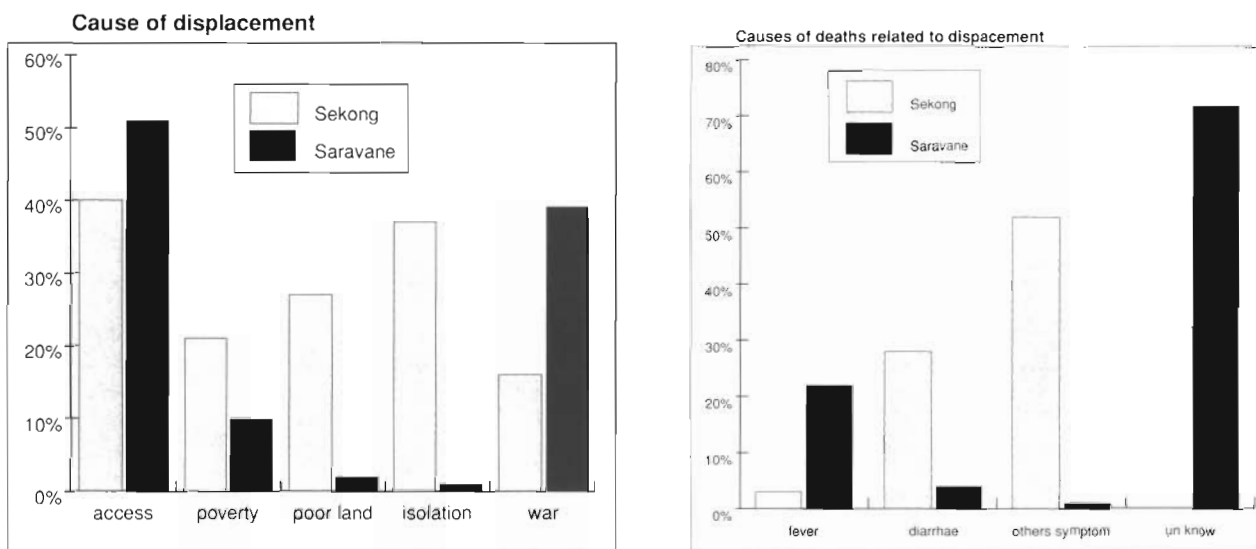 Cause of displacement
60%
50%
40%
30%
20%
10%
0%
Sekong
Saravane
access poverty poor land isolation war
Causes of deaths related to dispacement
80%
70%
60%
50%
40%
30%
20%
10%
0%
Sekong
Saravane
fever diarrhae others symptom un know